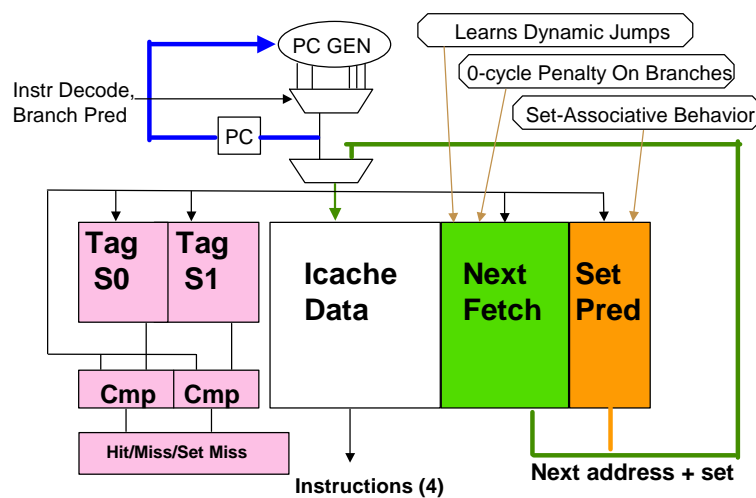 Learns Dynamic Jumps
PC GEN
0-cycle Penalty On Branches
Instr Decode,
Branch Pred
Set-Associative Behavior
PC
Tag
S0
Tag
S1
Icache
Data
Next
Fetch
Set
Pred
Cmp
Cmp
Hit/Miss/Set Miss
Instructions (4)
Next address + set